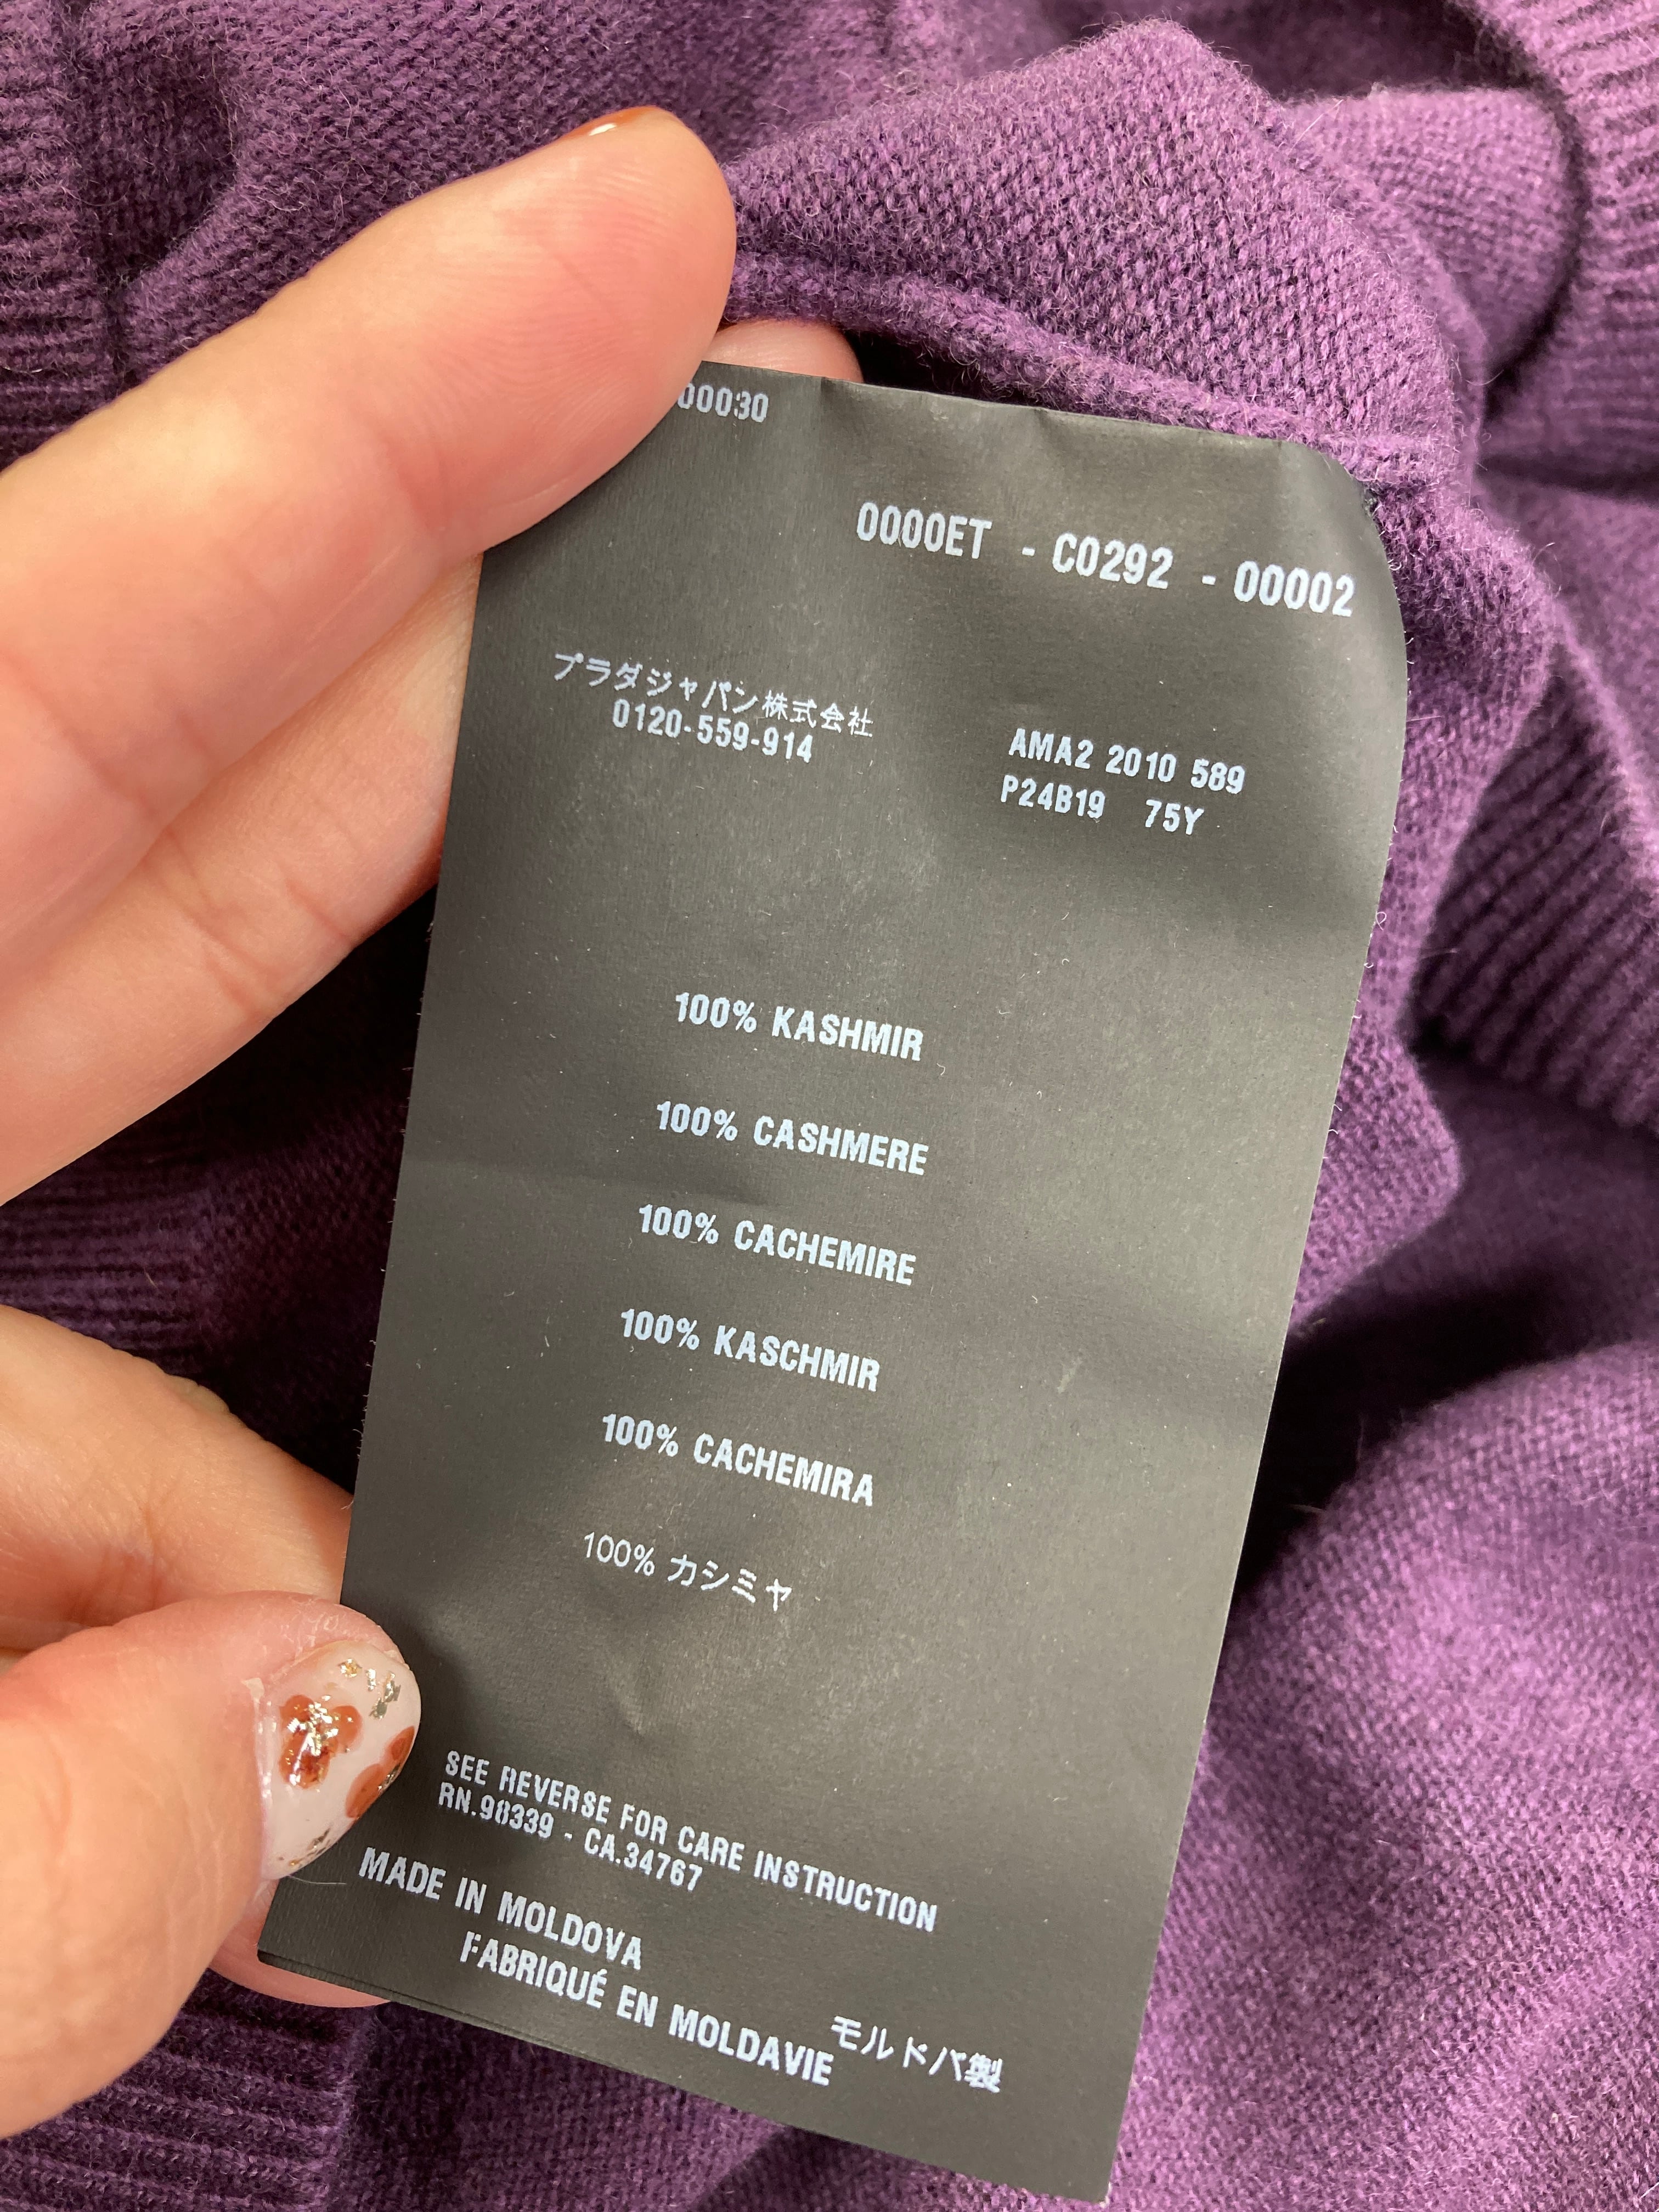 00030
0000ET - C0292 - 00002
プラダジャパン株式会社
0120-559-914
AMA2 2010 589
P24B19 75Y
100% KASHMIR
100% CASHMERE
100% CACHEMIRE
100% KASCHMIR
100% CACHEMIRA
100% カシミヤ
SEE REVERSE FOR CARE INSTRUCTION
RN.98339 - CA.34767
MADE IN MOLDOVA
FABRIQUÉ EN MOLDAVIE
モルドバ製